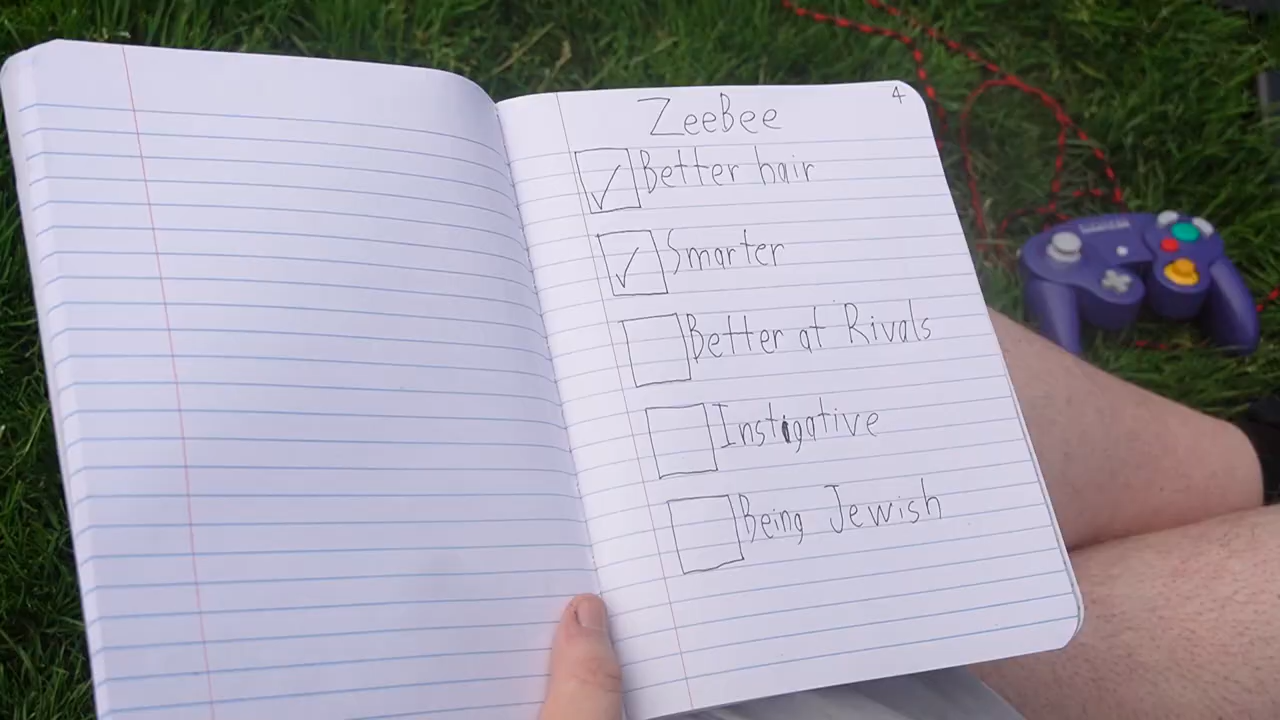 4
ZeeBee
Better hair
Smarter
Better at Rivals
Instigative
Being Jewish